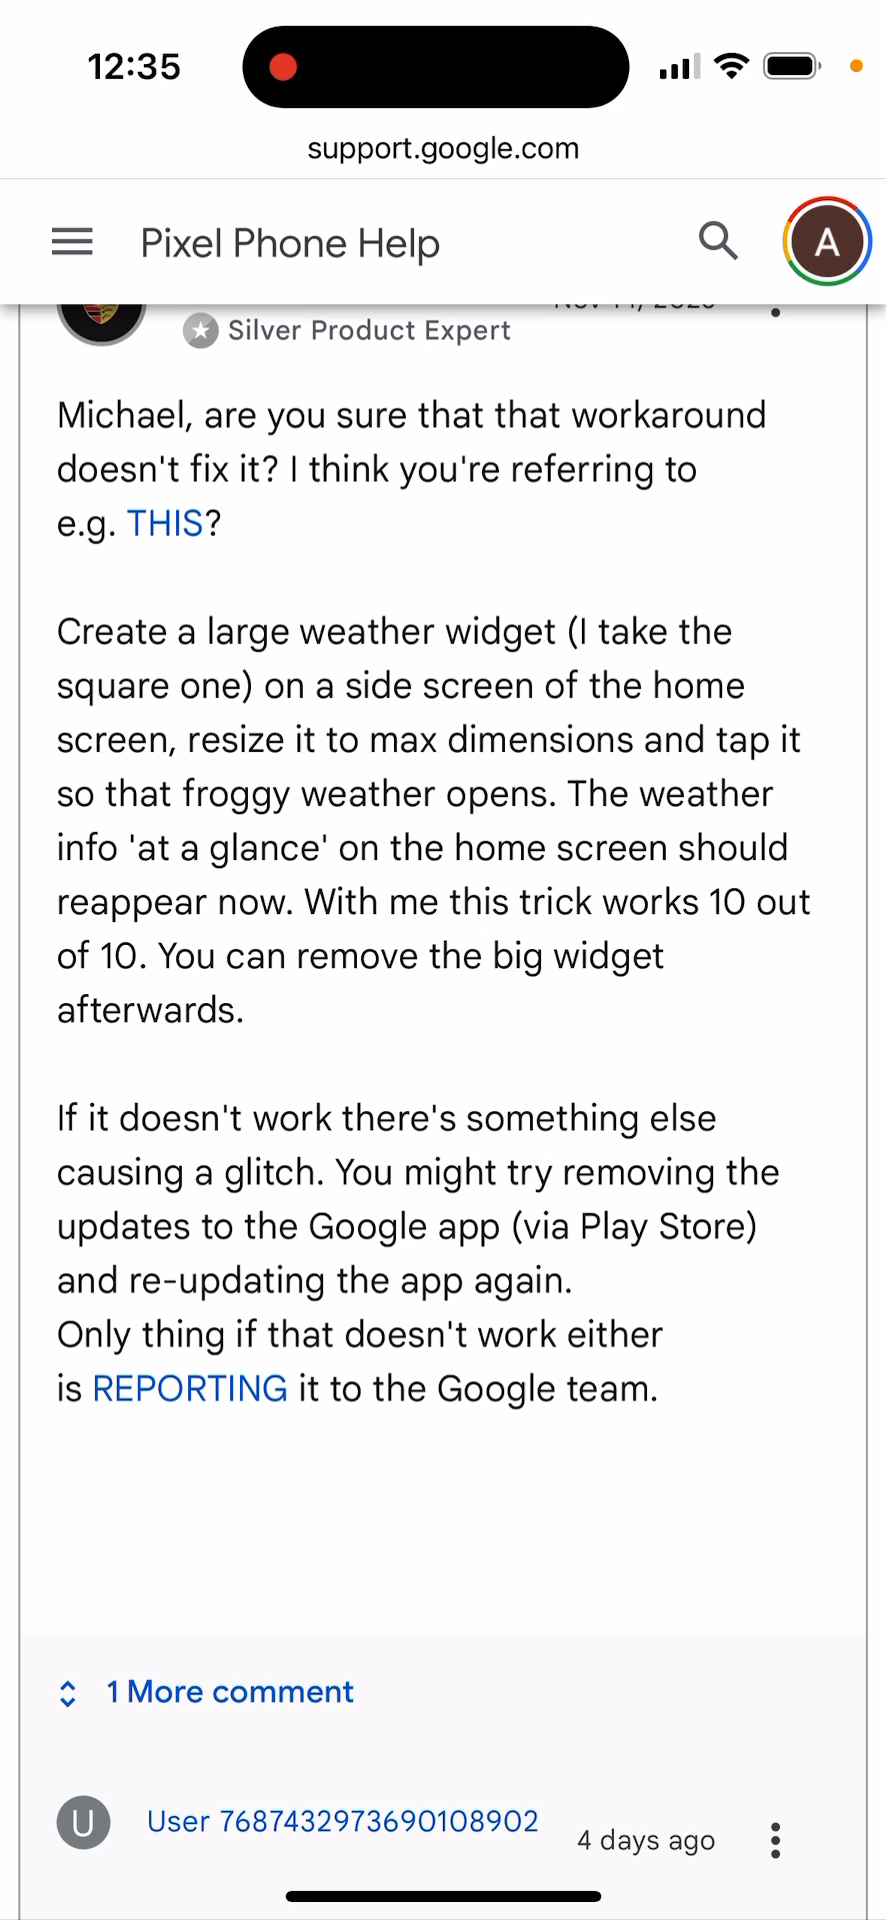 12:35
support.google.com
Pixel Phone Help
A
Silver Product Expert
Michael, are you sure that that workaround
doesn't fix it? I think you're referring to
e.g. THIS?
Create a large weather widget (I take the
square one) on a side screen of the home
screen, resize it to max dimensions and tap it
so that froggy weather opens. The weather
info 'at a glance' on the home screen should
reappear now. With me this trick works 10 out
of 10. You can remove the big widget
afterwards.
If it doesn't work there's something else
causing a glitch. You might try removing the
updates to the Google app (via Play Store)
and re-updating the app again.
Only thing if that doesn't work either
is REPORTING it to the Google team.
1 More comment
U
User 7687432973690108902
4 days ago